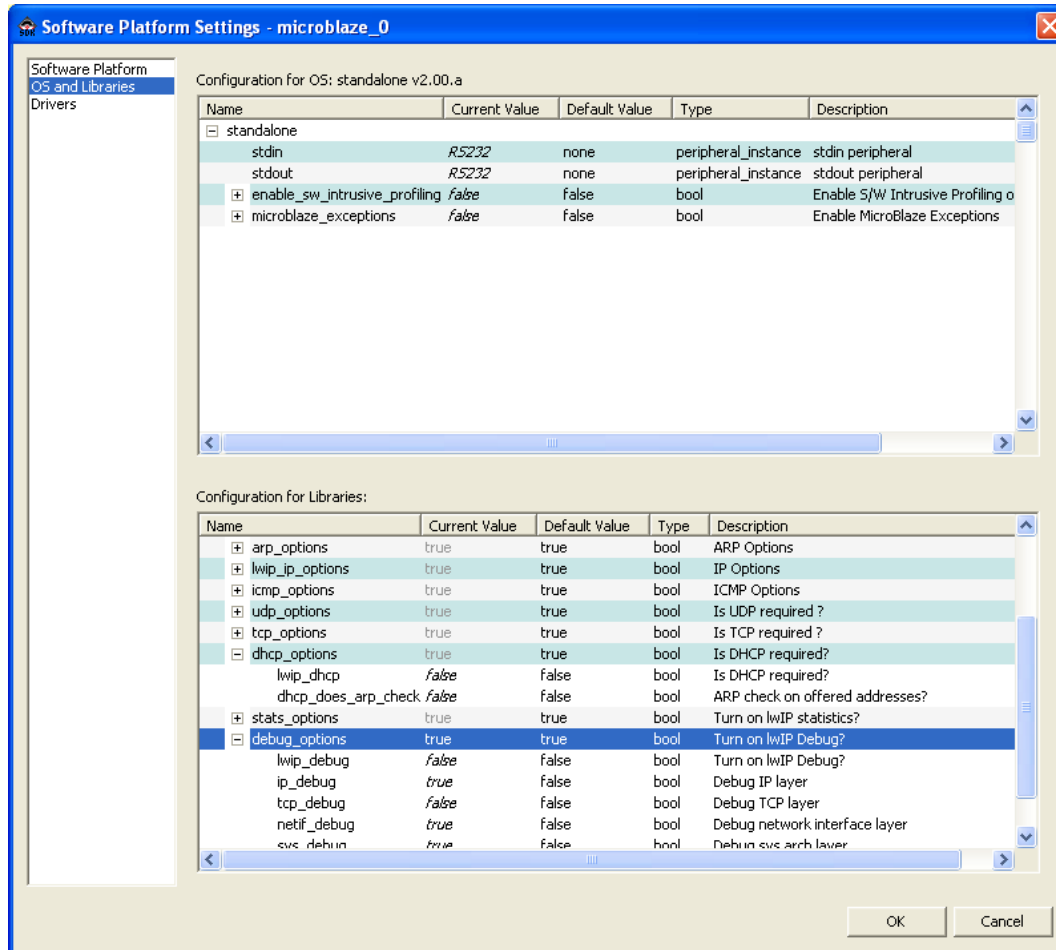 Software Platform Settings - microblaze_0
Software Platform
OS and Libraries
Drivers
Configuration for OS: standalone v2.00.a
Name Current Value Default Value Type Description
standalone
stdin RS232 none peripheral_instance stdin peripheral
stdout RS232 none peripheral_instance stdout peripheral
enable_sw_intrusive_profiling false false bool Enable S/W Intrusive Profiling o
microblaze_exceptions false false bool Enable MicroBlaze Exceptions
Configuration for Libraries:
Name Current Value Default Value Type Description
arp_options true true bool ARP Options
lwip_ip_options true true bool IP Options
icmp_options true true bool ICMP Options
udp_options true true bool Is UDP required ?
tcp_options true true bool Is TCP required ?
dhcp_options true true bool Is DHCP required?
lwip_dhcp false false bool Is DHCP required?
dhcp_does_arp_check false false bool ARP check on offered addresses?
stats_options true true bool Turn on lwIP statistics?
debug_options true true bool Turn on lwIP Debug?
lwip_debug false false bool Turn on lwIP Debug?
ip_debug true false bool Debug IP layer
tcp_debug false false bool Debug TCP layer
netif_debug true false bool Debug network interface layer
sys_debug true false bool Debug sys arch layer
OK Cancel